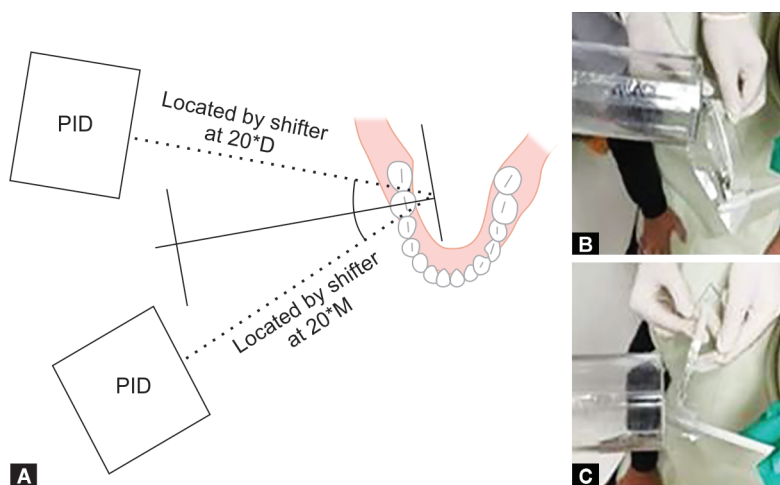 PID
Located by shifter
at 20*D
Located by shifter
at 20*M
PID
A
B
C